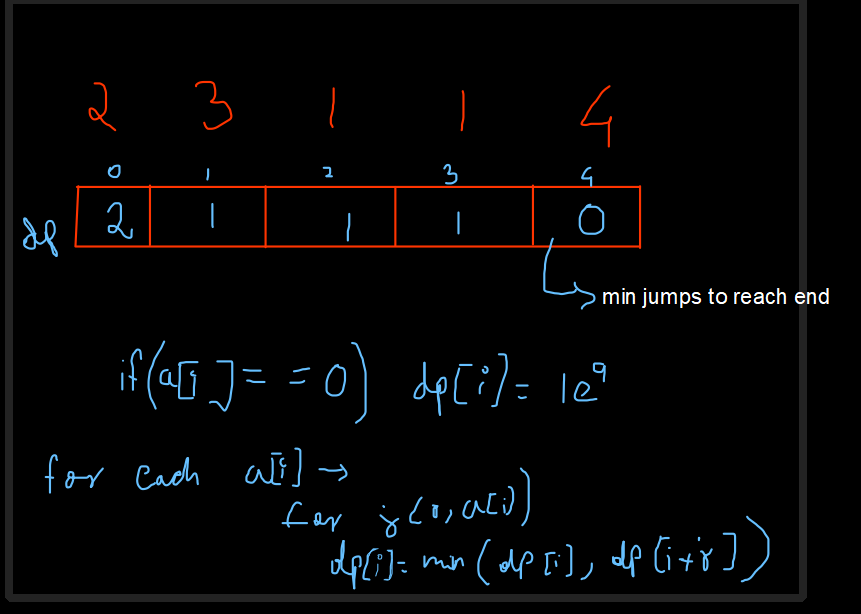 2 3 1 1 4
0 1 2 3 4
dp 2 1 1 1 0
min jumps to reach end
if(a[i]==0) dp[i]=1e9
for each a[i]→
for j(0,a[i])
dp[i]=min(dp[i],dp[i+j])